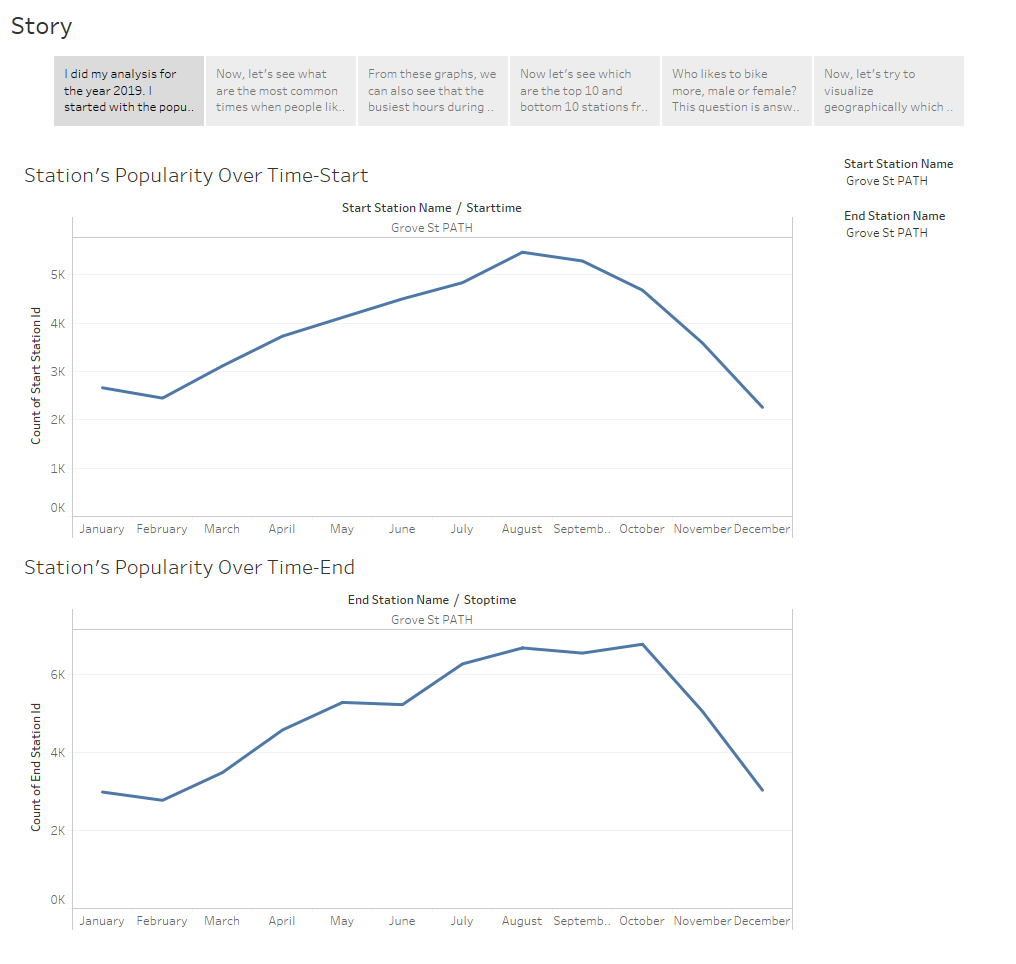 Story
I did my analysis for
the year 2019. I
started with the popu..
Now, let's see what
are the most common
times when people lik..
From these graphs, we
can also see that the
busiest hours during ..
Now let's see which
are the top 10 and
bottom 10 stations fr..
Who likes to bike
more, male or female?
This question is answ..
Now, let's try to
visualize
geographically which ..
Station's Popularity Over Time-Start
Start Station Name / Starttime
Grove St PATH
5K
4K
3K
2K
1K
0K
Count of Start Station Id
January February March April May June July August Septemb.. October November December
Start Station Name
Grove St PATH
End Station Name
Grove St PATH
Station's Popularity Over Time-End
End Station Name / Stoptime
Grove St PATH
6K
4K
2K
0K
Count of End Station Id
January February March April May June July August Septemb.. October November December